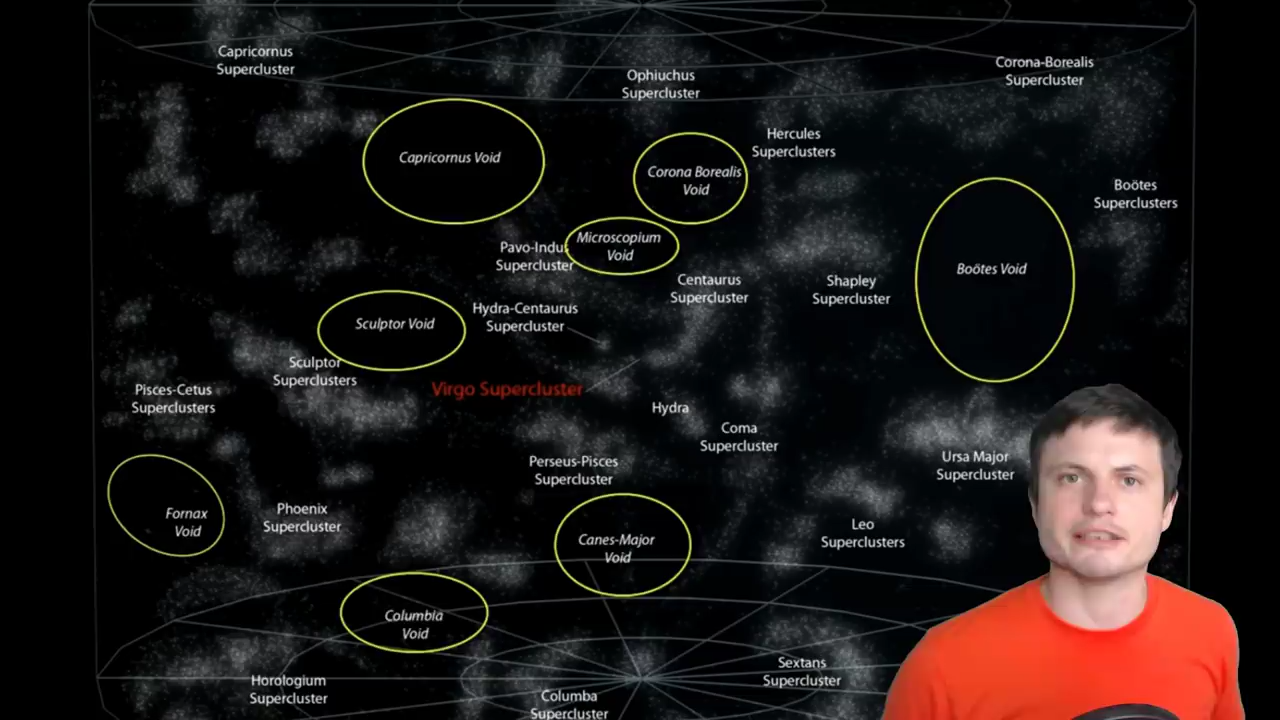 Capricornus
Supercluster
Ophiuchus
Supercluster
Corona-Borealis
Supercluster
Capricornus Void
Hercules
Superclusters
Corona Borealis
Void
Boötes
Superclusters
Microscopium
Void
Pavo-Indus
Supercluster
Boötes Void
Centaurus
Supercluster
Shapley
Supercluster
Sculptor Void
Hydra-Centaurus
Supercluster
Sculptor
Superclusters
Virgo Supercluster
Pisces-Cetus
Superclusters
Hydra
Coma
Supercluster
Perseus-Pisces
Supercluster
Ursa Major
Supercluster
Fornax
Void
Phoenix
Supercluster
Canes-Major
Void
Leo
Superclusters
Columbia
Void
Horologium
Supercluster
Columba
Supercluster
Sextans
Supercluster